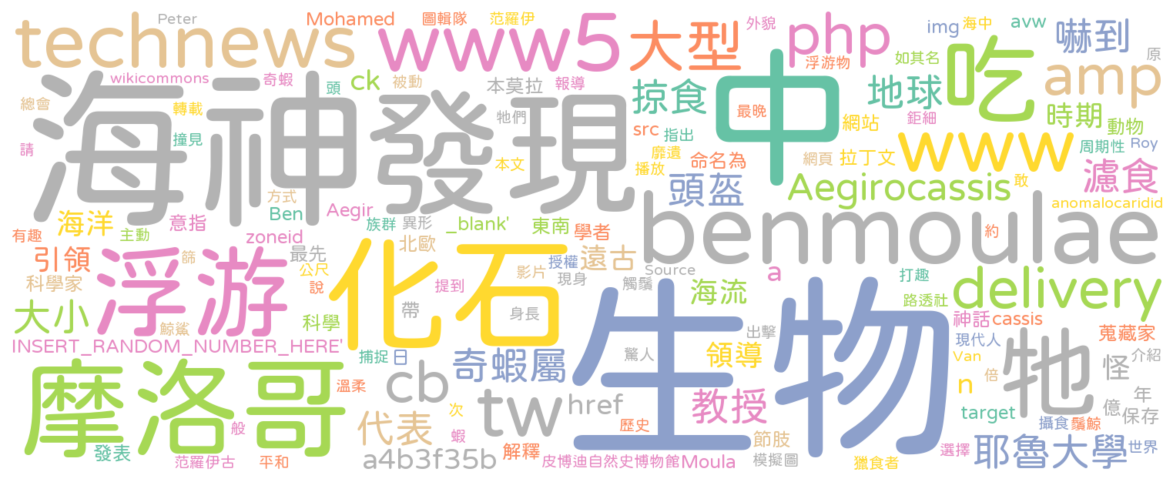 Peter
Mohamed
圖輯隊
范羅伊
外貌
img
海中
avw
technews
www5
大型
php
浮游物
如其名
嚇到
原
wikicommons
奇蝦
頭
ck
被動
本莫拉
報導
掠食
中
地球
吃
amp
總會
轉載
牠們
最晚
鉅細
時期
動物
請
撞見
海神
發現
本文
src
指出
網站
www
周期性
Roy
靡遺
播放
命名為
網頁
拉丁文
濾食
方式
頭盔
Aegirocassis
敢
海洋
意指
Ben
Aegir
族群
異形
_blank'
東南
學者
benmoulae
anomalocaridid
有趣
主動
zoneid
最先
北歐
約
引領
篩
公尺
化石
影片
授權
遠古
Source
a
打趣
科學家
說
提到
現身
觸鬚
浮游
生物
海流
delivery
大小
鯨鯊
科學
帶
身長
出擊
路透社
神話
cassis
蒐藏家
INSERT_RANDOM_NUMBER_HERE'
捕捉
日
奇蝦屬
驚人
領導
現代人
Van
牠
怪
介紹
摩洛哥
溫柔
cb
tw
href
教授
n
倍
億
年
代表
次
歷史
target
攝食
鬚鯨
保存
發表
般
蝦
解釋
節肢
選擇
世界
范羅伊古
平和
a4b3f35b
皮博迪自然史博物館
Moula
模擬圖
獵食者
耶魯大學